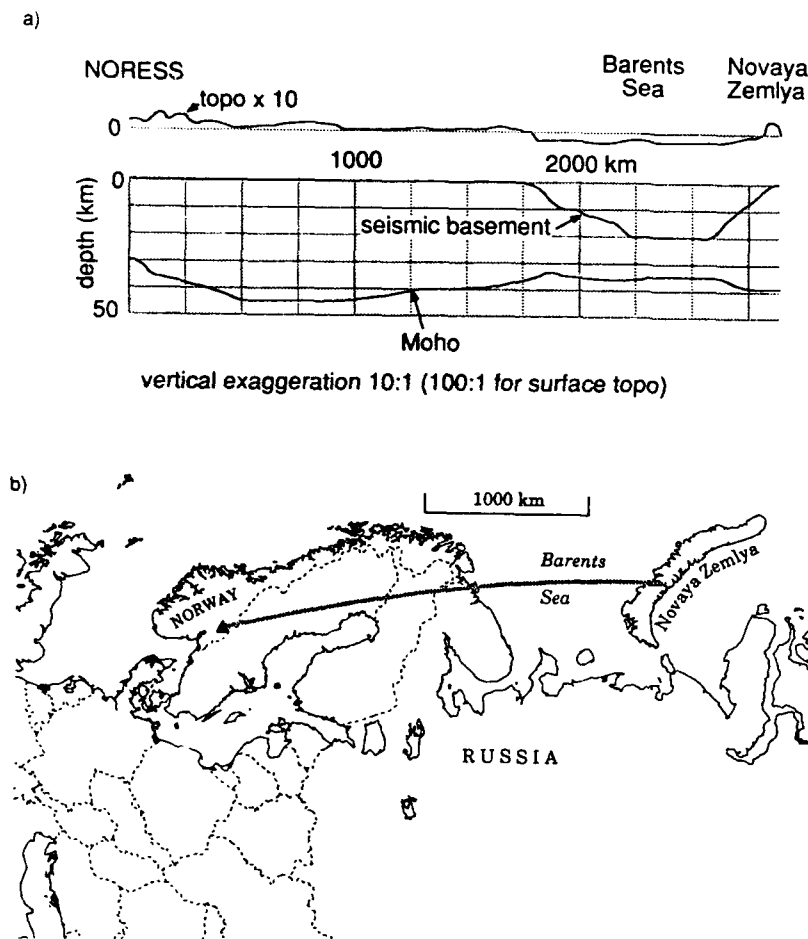 a)
NORESS
Barents Sea
Novaya Zemlya
topo x 10
0
1000
2000 km
0
seismic basement
depth (km)
50
Moho
vertical exaggeration 10:1 (100:1 for surface topo)
b)
1000 km
Barents
Sea
NORWAY
Novaya Zemlya
RUSSIA